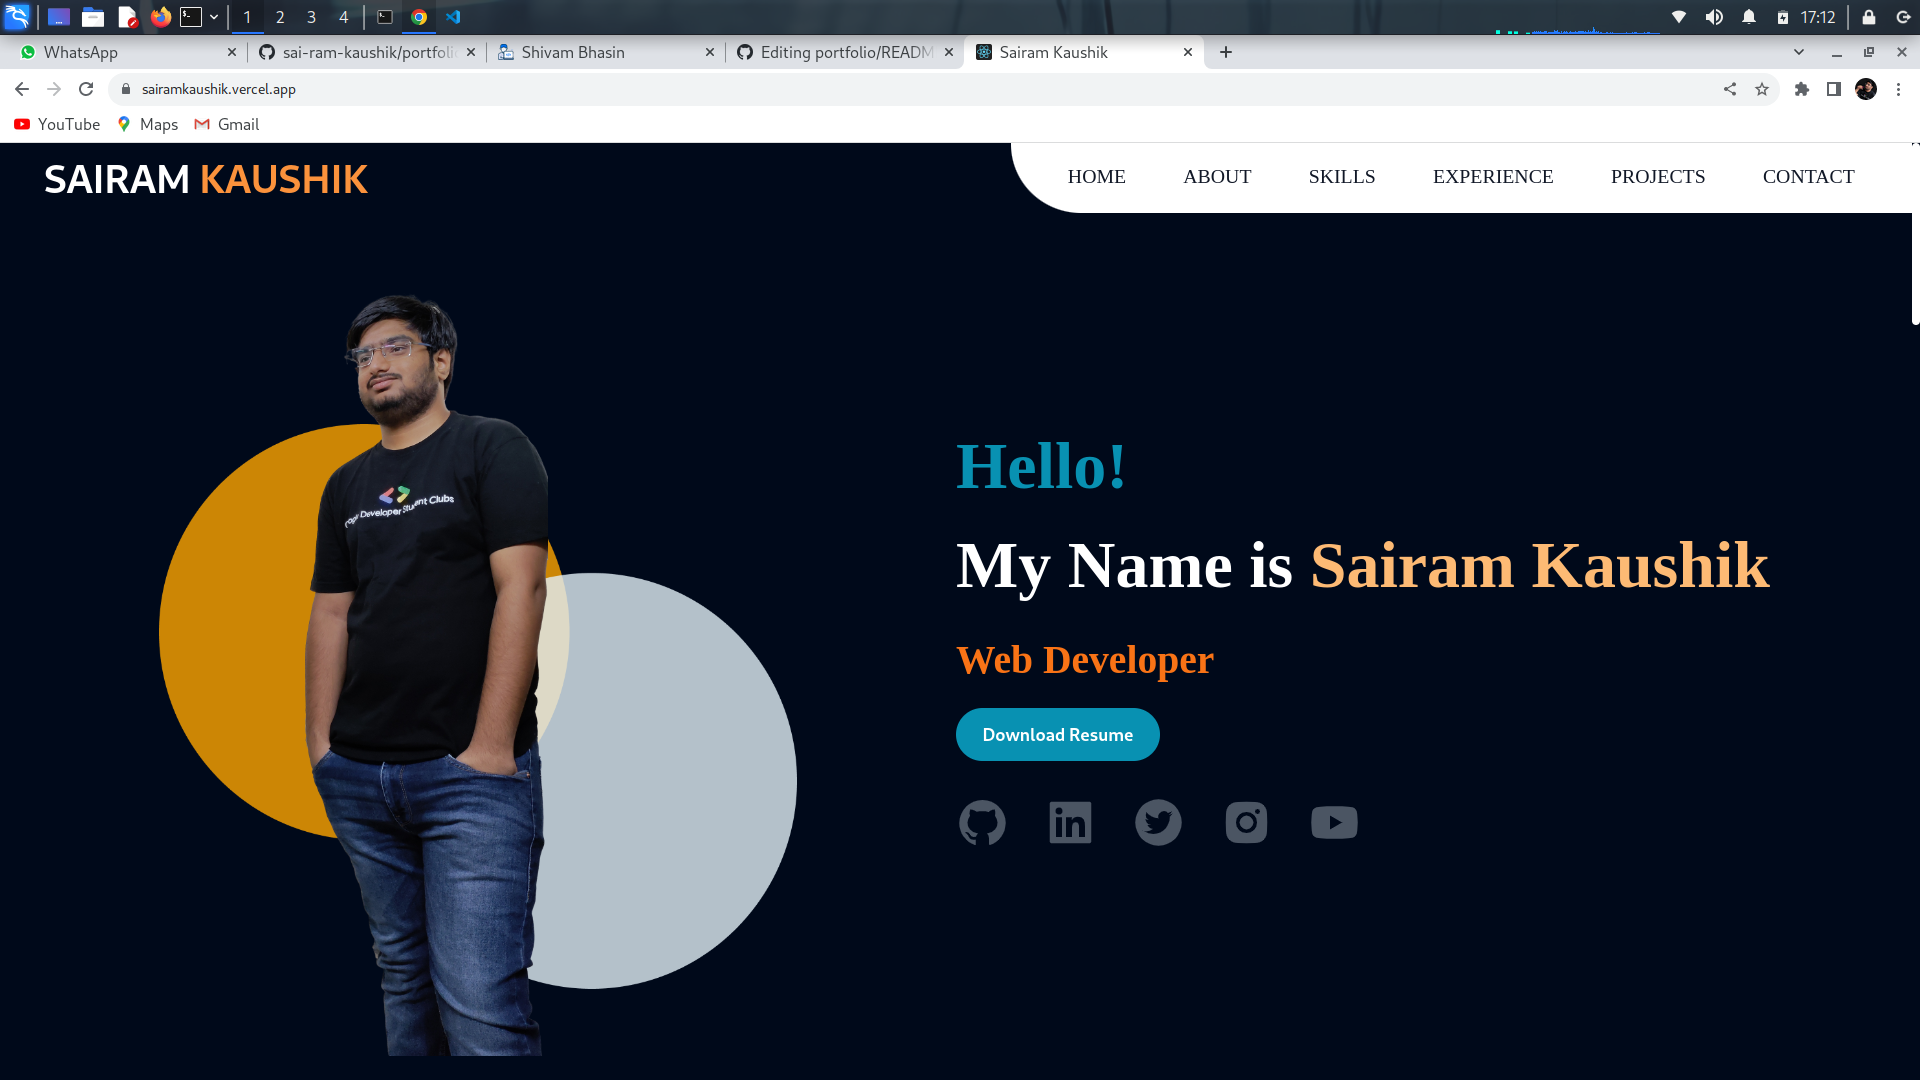 1 2 3 4 17:12
WhatsApp sai-ram-kaushik/portfolio Shivam Bhasin Editing portfolio/READM Sairam Kaushik
sairamkaushik.vercel.app
YouTube Maps Gmail
SAIRAM KAUSHIK HOME ABOUT SKILLS EXPERIENCE PROJECTS CONTACT
Developer Student Clubs
Hello!
My Name is Sairam Kaushik
Web Developer
Download Resume